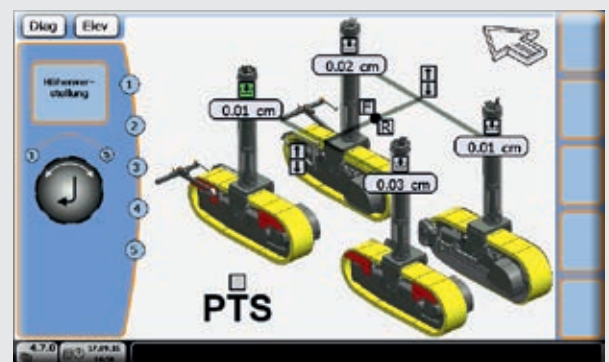 Diag Elev
Höhenver-
stellung
1
2
3
4
5
1 5
0.02 cm
0.01 cm
0.01 cm
0.03 cm
F
R
PTS
4.7.0